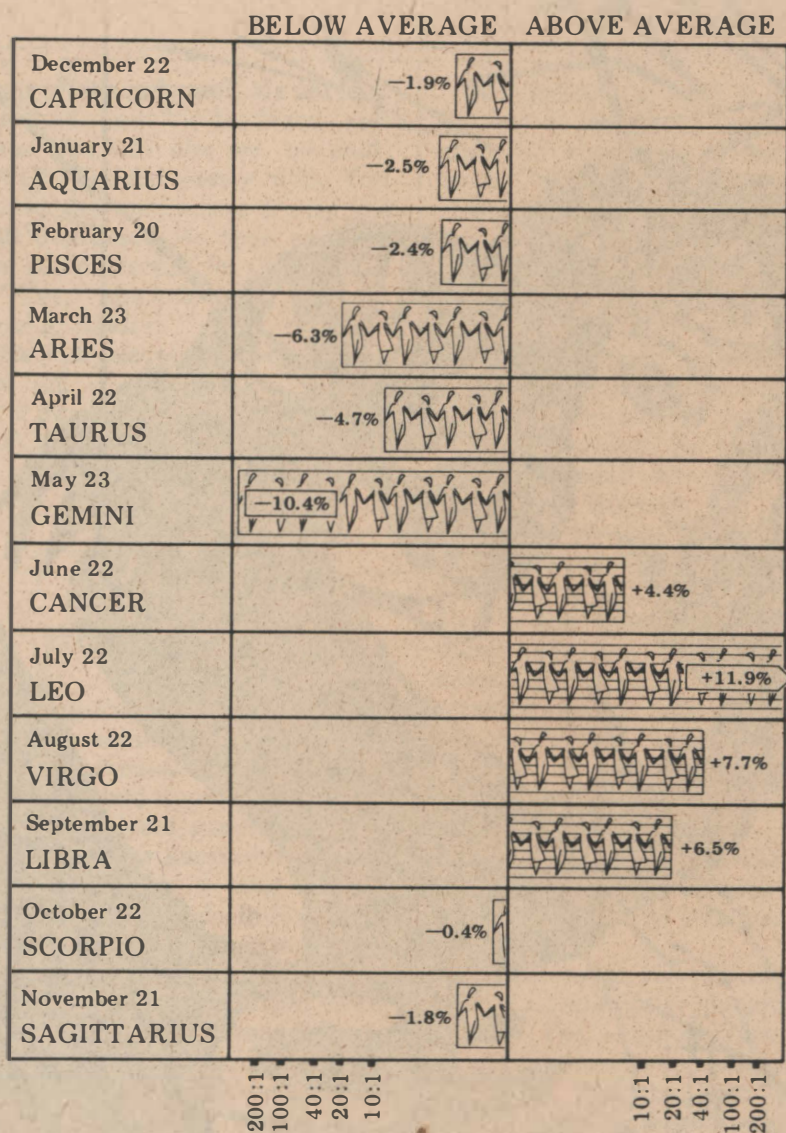 BELOW AVERAGE ABOVE AVERAGE
December 22
CAPRICORN
−1.9%
January 21
AQUARIUS
−2.5%
February 20
PISCES
−2.4%
March 23
ARIES
−6.3%
April 22
TAURUS
−4.7%
May 23
GEMINI
−10.4%
June 22
CANCER
+4.4%
July 22
LEO
+11.9%
August 22
VIRGO
+7.7%
September 21
LIBRA
+6.5%
October 22
SCORPIO
−0.4%
November 21
SAGITTARIUS
−1.8%
200:1 100:1 40:1 20:1 10:1 10:1 20:1 40:1 100:1 200:1